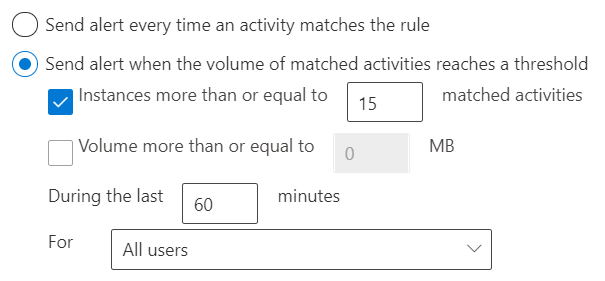 Send alert every time an activity matches the rule
Send alert when the volume of matched activities reaches a threshold
Instances more than or equal to 15 matched activities
Volume more than or equal to 0 MB
During the last 60 minutes
For All users